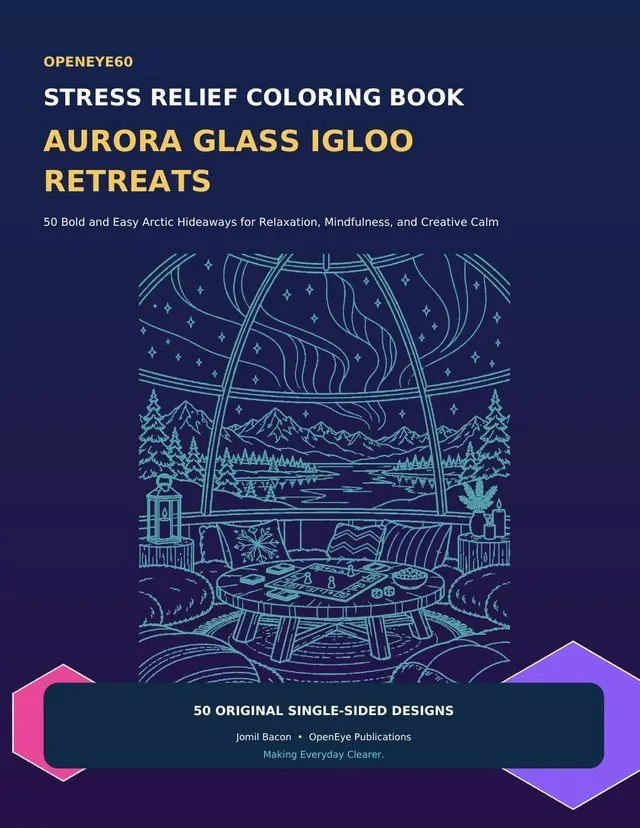 OPENEYE60
STRESS RELIEF COLORING BOOK
AURORA GLASS IGLOO
RETREATS
50 Bold and Easy Arctic Hideaways for Relaxation, Mindfulness, and Creative Calm
50 ORIGINAL SINGLE-SIDED DESIGNS
Jomil Bacon • OpenEye Publications
Making Everyday Clearer.